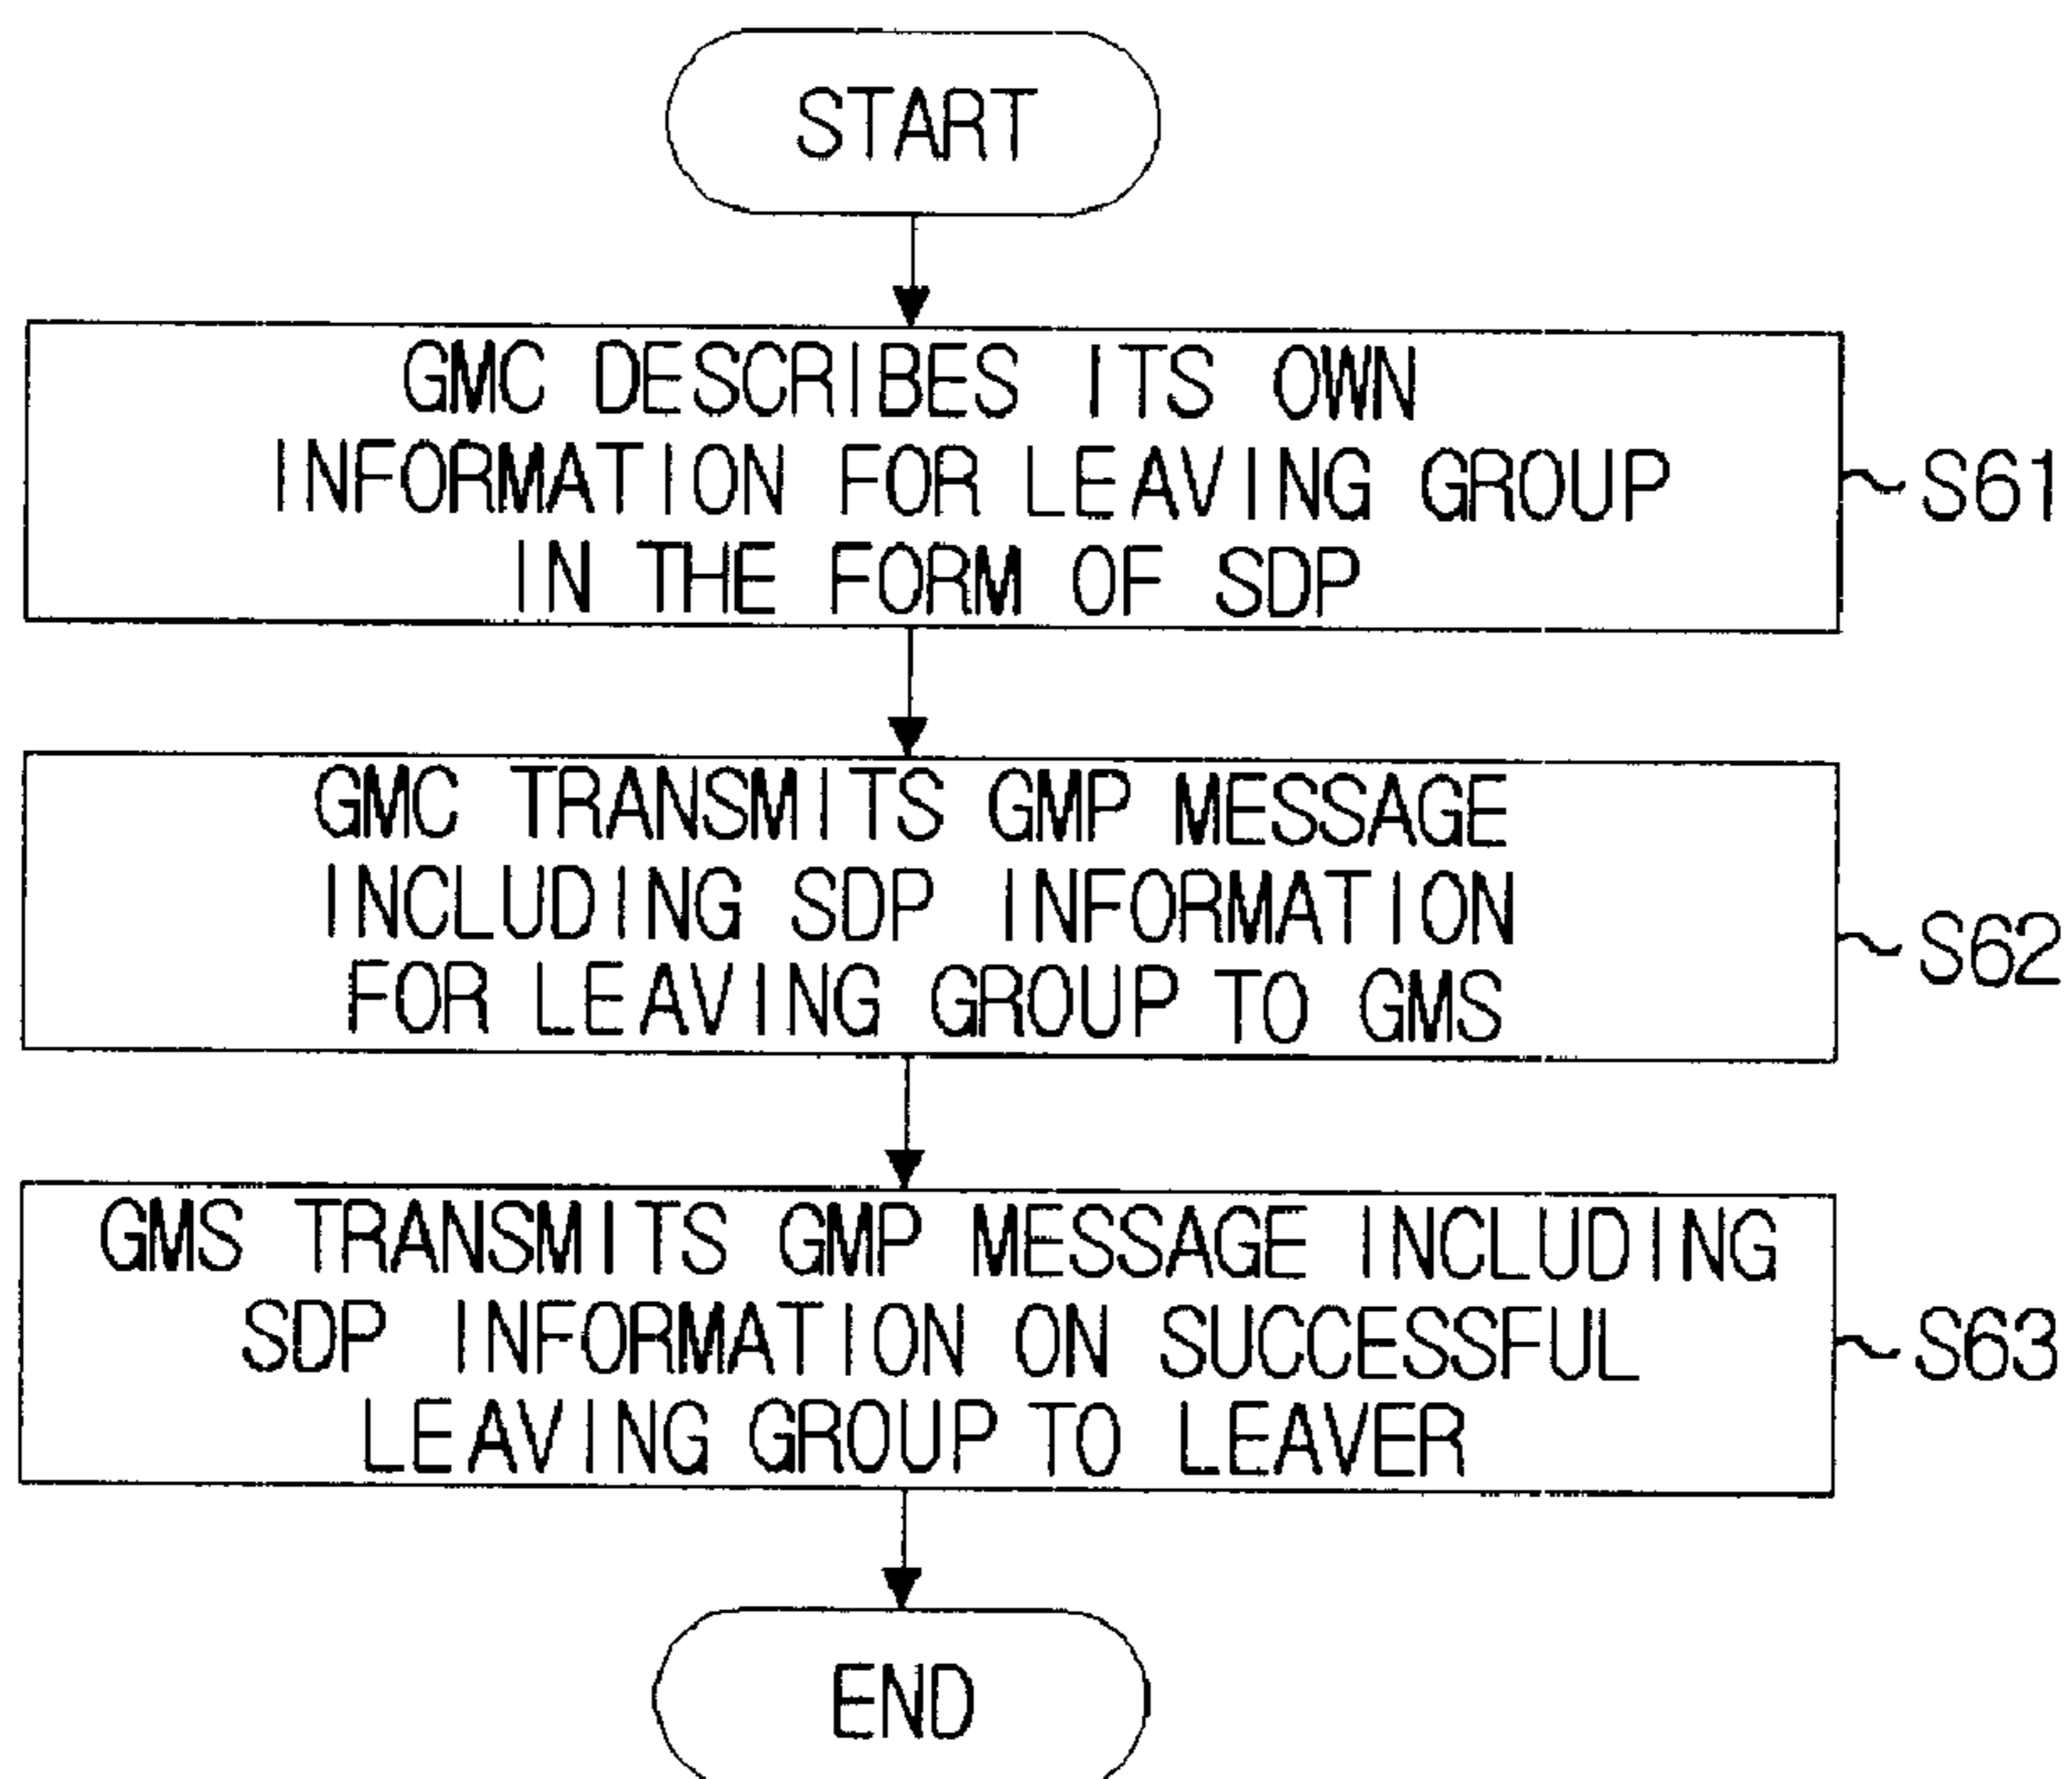 START
GMC DESCRIBES ITS OWN
INFORMATION FOR LEAVING GROUP
IN THE FORM OF SDP
S61
GMC TRANSMITS GMP MESSAGE
INCLUDING SDP INFORMATION
FOR LEAVING GROUP TO GMS
S62
GMS TRANSMITS GMP MESSAGE INCLUDING
SDP INFORMATION ON SUCCESSFUL
LEAVING GROUP TO LEAVER
S63
END